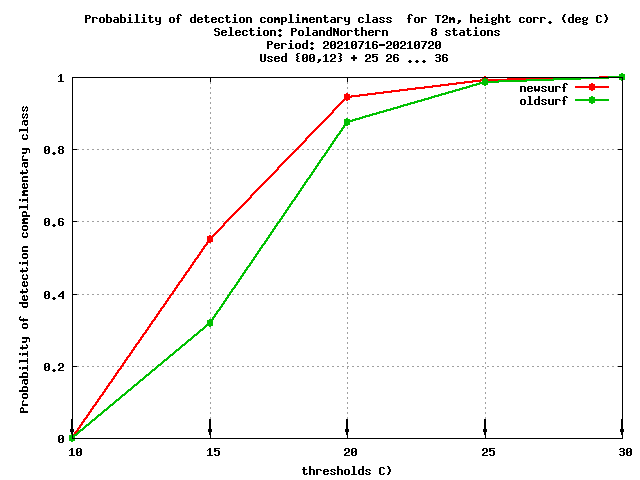 Probability of detection complimentary class  for T2m, height corr. (deg C)
Selection: PolandNorthern      8 stations
Period: 20210716-20210720
Used {00,12} + 25 26 ... 36
newsurf
oldsurf
Probability of detection complimentary class
1
0.8
0.6
0.4
0.2
0
10 15 20 25 30
thresholds C)